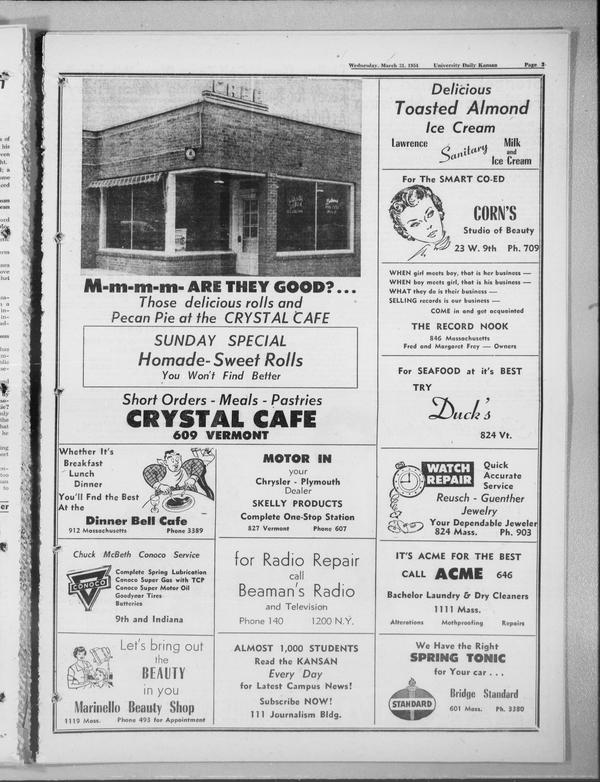 Wednesday, March 31, 1954 University Daily Kansan Page 3
M-m-m-m- ARE THEY GOOD?...
Those delicious rolls and
Pecan Pie at the CRYSTAL CAFE
SUNDAY SPECIAL
Homade-Sweet Rolls
You Won't Find Better
Short Orders - Meals - Pastries
CRYSTAL CAFE
609 VERMONT
Whether It's
Breakfast
Lunch
Dinner
You'll Fnd the Best
At the
Dinner Bell Cafe
912 Massachusetts Phone 3389
MOTOR IN
your
Chrysler - Plymouth
Dealer
SKELLY PRODUCTS
Complete One-Stop Station
827 Vermont Phone 607
Chuck McBeth Conoco Service
CONOCO
Complete Spring Lubrication
Conoco Super Gas with TCP
Conoco Super Motor Oil
Goodyear Tires
Batteries
9th and Indiana
for Radio Repair
call
Beaman's Radio
and Television
Phone 140 1200 N.Y.
Let's bring out
the
BEAUTY
in you
Marinello Beauty Shop
1119 Mass. Phone 493 for Appointment
ALMOST 1,000 STUDENTS
Read the KANSAN
Every Day
for Latest Campus News!
Subscribe NOW!
111 Journalism Bldg.
Delicious
Toasted Almond
Ice Cream
Lawrence Sanitary Milk
and
Ice Cream
For The SMART CO-ED
CORN'S
Studio of Beauty
23 W. 9th Ph. 709
WHEN girl meets boy, that is her business —
WHEN boy meets girl, that is his business —
WHAT they do is their business —
SELLING records is our business —
COME in and get acquainted
THE RECORD NOOK
846 Massachusetts
Fred and Margaret Frey — Owners
For SEAFOOD at it's BEST
TRY
Duck's
824 Vt.
WATCH
REPAIR
Quick
Accurate
Service
Reusch - Guenther
Jewelry
Your Dependable Jeweler
824 Mass. Ph. 903
IT'S ACME FOR THE BEST
CALL ACME 646
Bachelor Laundry & Dry Cleaners
1111 Mass.
Alterations Mothproofing Repairs
We Have the Right
SPRING TONIC
for Your car . . .
STANDARD
Bridge Standard
601 Mass. Ph. 3380